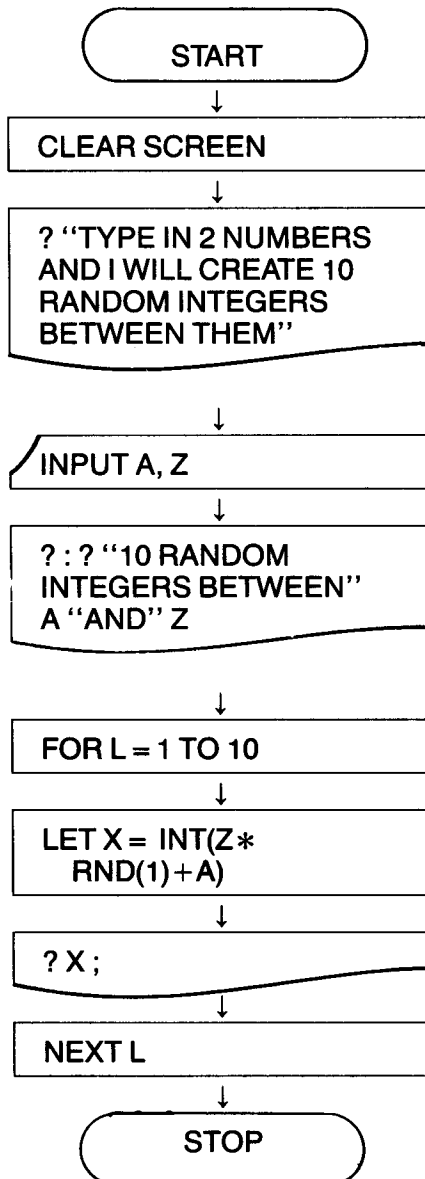 START
CLEAR SCREEN
? “TYPE IN 2 NUMBERS
AND I WILL CREATE 10
RANDOM INTEGERS
BETWEEN THEM”
INPUT A, Z
? : ? “10 RANDOM
INTEGERS BETWEEN”
A “AND” Z
FOR L = 1 TO 10
LET X = INT(Z*
RND(1)+A)
? X ;
NEXT L
STOP